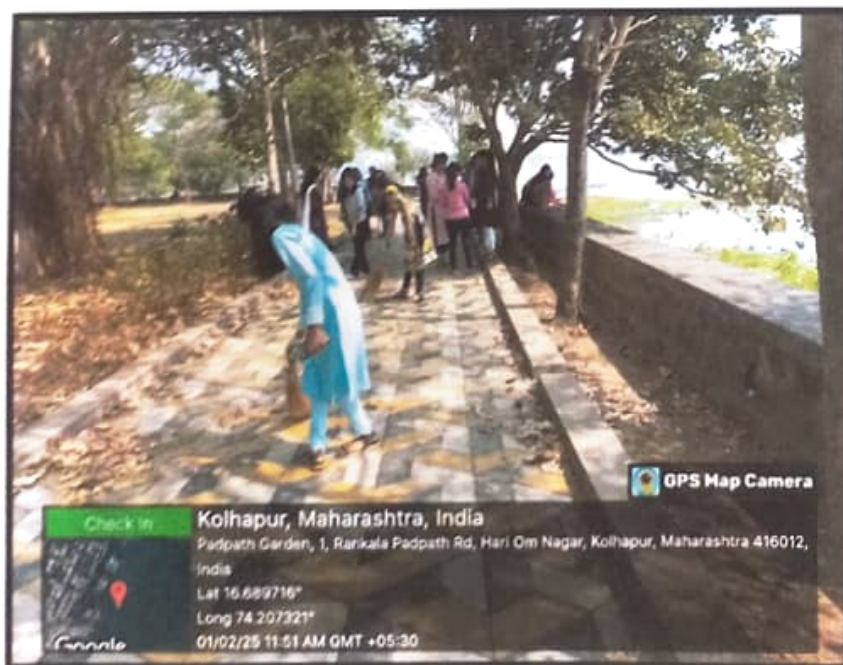 GPS Map Camera
Check In
Kolhapur, Maharashtra, India
Padpath Garden, 1, Rankala Padpath Rd, Hari Om Nagar, Kolhapur, Maharashtra 416012,
India
Lat 16.689716°
Long 74.207321°
01/02/25 11:51 AM GMT +05:30
Google